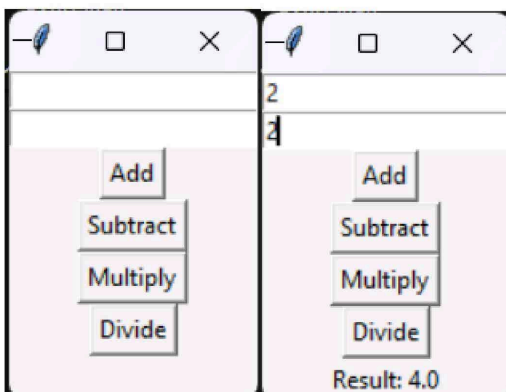 Add
Subtract
Multiply
Divide
2
2
Add
Subtract
Multiply
Divide
Result: 4.0